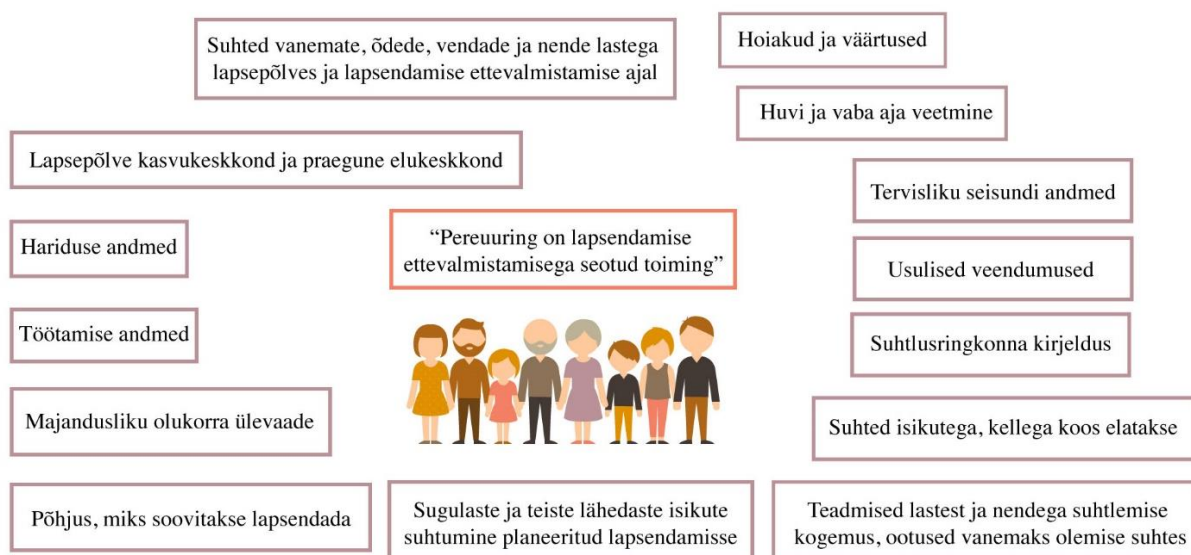 Suhted vanemate, õdede, vendade ja nende lastega
lapsepõlves ja lapsendamise ettevalmistamise ajal
Hoiakud ja väärtused
Huvi ja vaba aja veetmine
Lapsepõlve kasvukeskkond ja praegune elukeskkond
Tervisliku seisundi andmed
Hariduse andmed
“Pereuuring on lapsendamise
ettevalmistamisega seotud toiming”
Usulised veendumused
Töötamise andmed
Suhtlusringkonna kirjeldus
Majandusliku olukorra ülevaade
Suhted isikutega, kellega koos elatakse
Põhjus, miks soovitakse lapsendada
Sugulaste ja teiste lähedaste isikute
suhtumine planeeritud lapsendamisse
Teadmised lastest ja nendega suhtlemise
kogemus, ootused vanemaks olemise suhtes